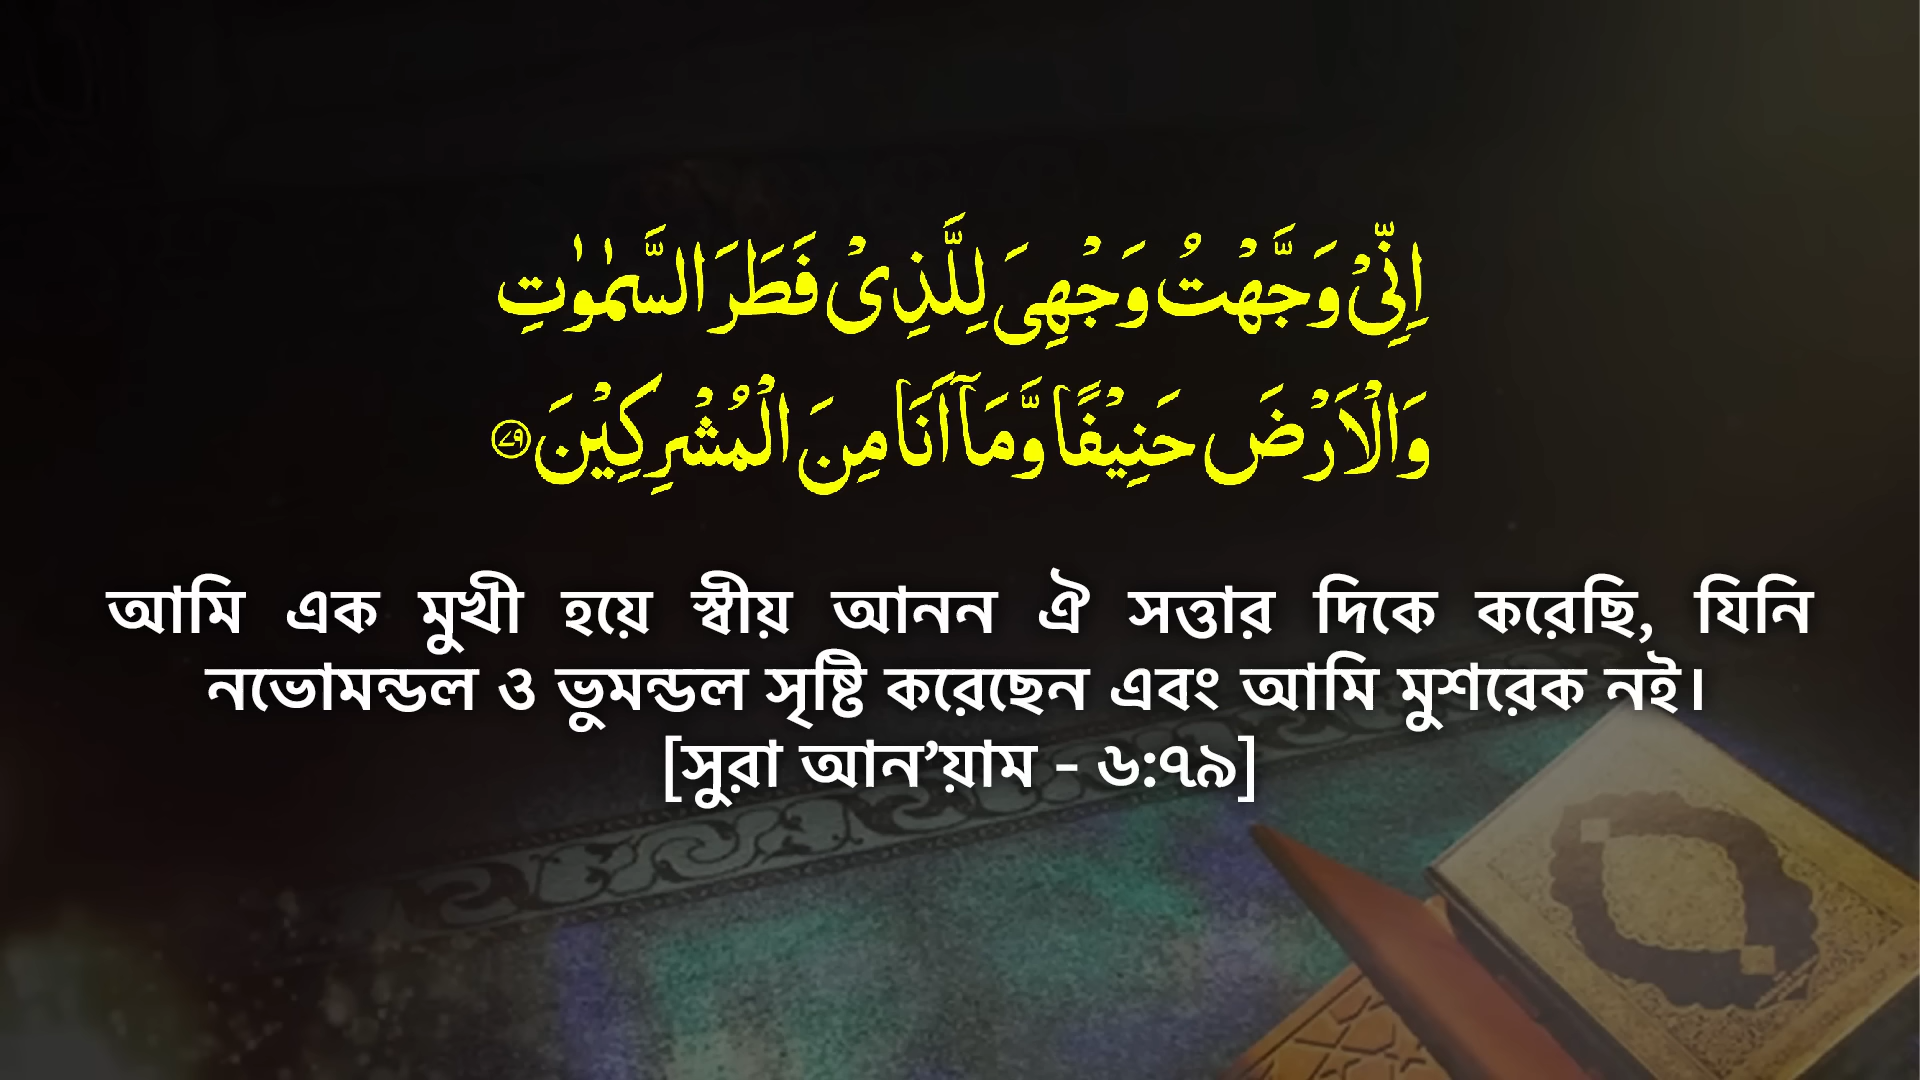 اِنِّیْ وَجَّهْتُ وَجْهِیَ لِلَّذِیْ فَطَرَ السَّمٰوٰتِ
وَالْاَرْضَ حَنِیْفًا وَّمَاۤ اَنَا مِنَ الْمُشْرِكِیْنَ ۷۹
আমি এক মুখী হয়ে স্বীয় আনন ঐ সত্তার দিকে করেছি, যিনি
নভোমন্ডল ও ভুমন্ডল সৃষ্টি করেছেন এবং আমি মুশরেক নই।
[সুরা আন’য়াম - ৬:৭৯]